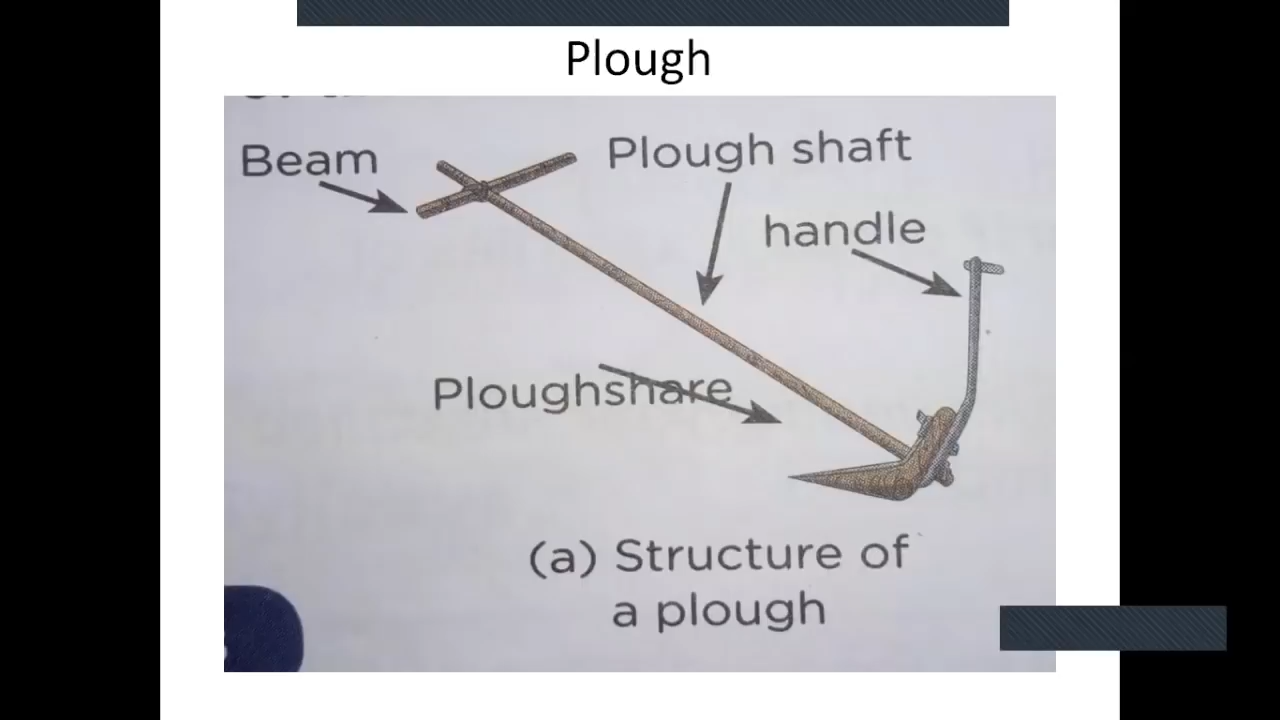 Plough
Beam
Plough shaft
handle
Ploughshare
(a) Structure of
a plough